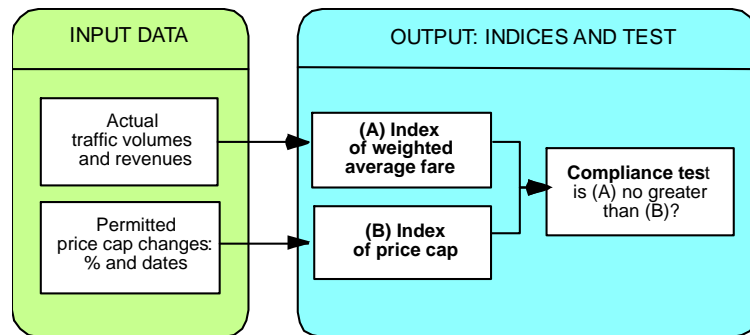 INPUT DATA
OUTPUT: INDICES AND TEST
Actual
traffic volumes
and revenues
(A) Index
of weighted
average fare
Compliance test
is (A) no greater
than (B)?
Permitted
price cap changes:
% and dates
(B) Index
of price cap